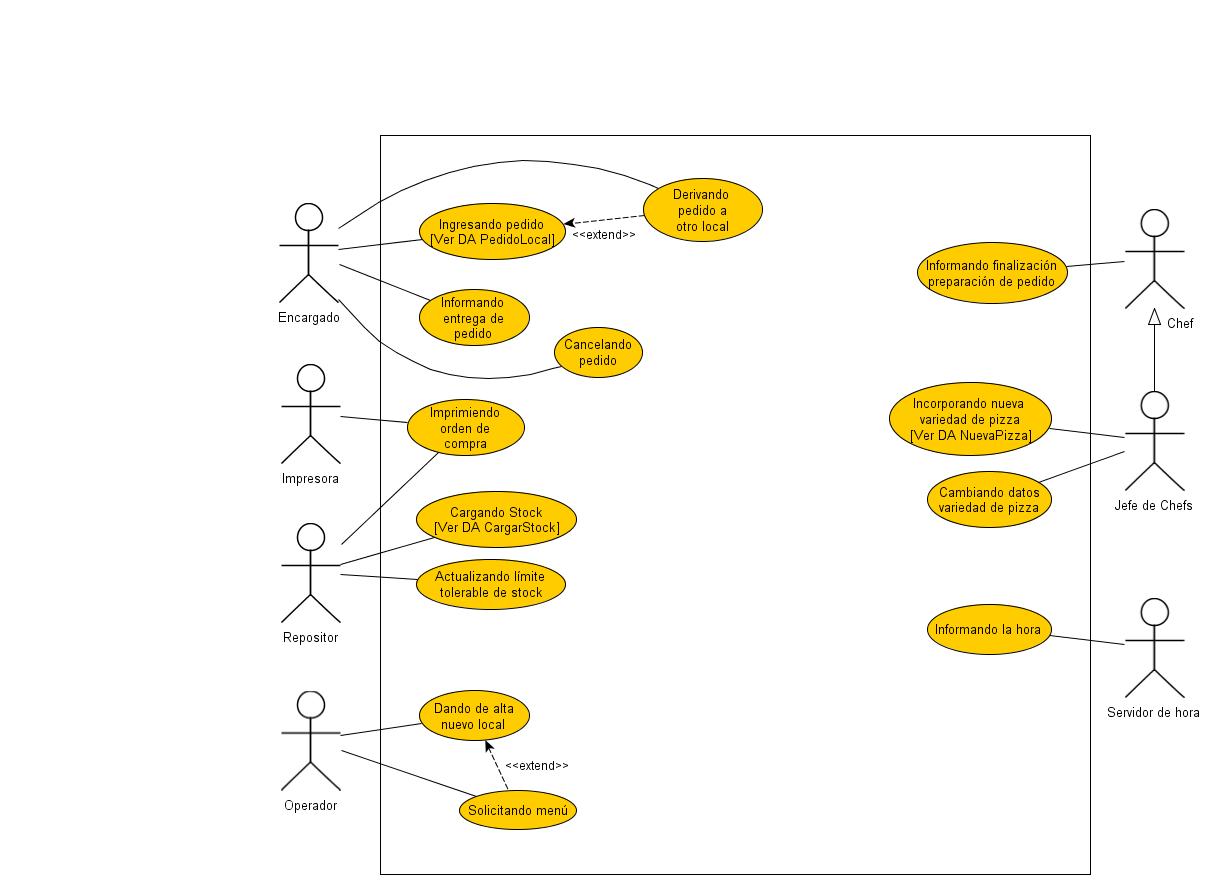 Derivando
pedido a
otro local
Ingresando pedido
[Ver DA PedidoLocal]
<<extend>>
Encargado
Informando
entrega de
pedido
Cancelando
pedido
Imprimiendo
orden de
compra
Impresora
Cargando Stock
[Ver DA CargarStock]
Actualizando límite
tolerable de stock
Repositor
Dando de alta
nuevo local
<<extend>>
Solicitando menú
Operador
Informando finalización
preparación de pedido
Chef
Incorporando nueva
variedad de pizza
[Ver DA NuevaPizza]
Cambiando datos
variedad de pizza
Jefe de Chefs
Informando la hora
Servidor de hora